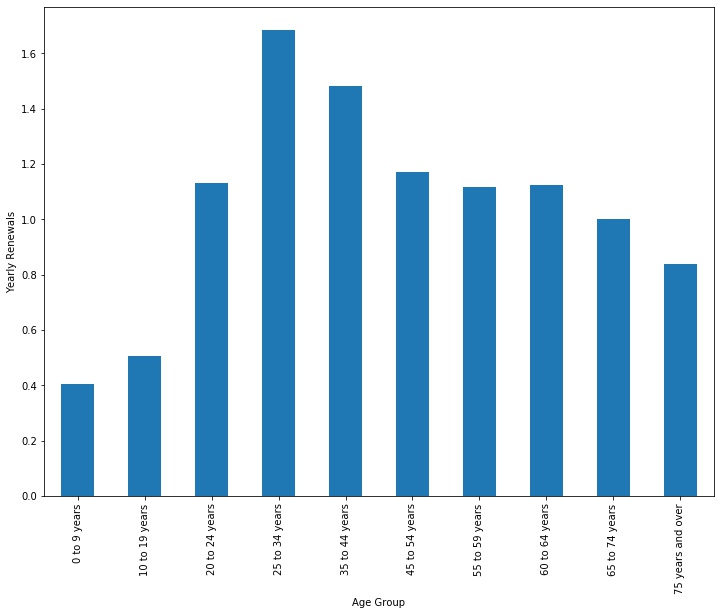 1.6
1.4
1.2
1.0
0.8
0.6
0.4
0.2
0.0
Yearly Renewals
0 to 9 years
10 to 19 years
20 to 24 years
25 to 34 years
35 to 44 years
45 to 54 years
55 to 59 years
60 to 64 years
65 to 74 years
75 years and over
Age Group